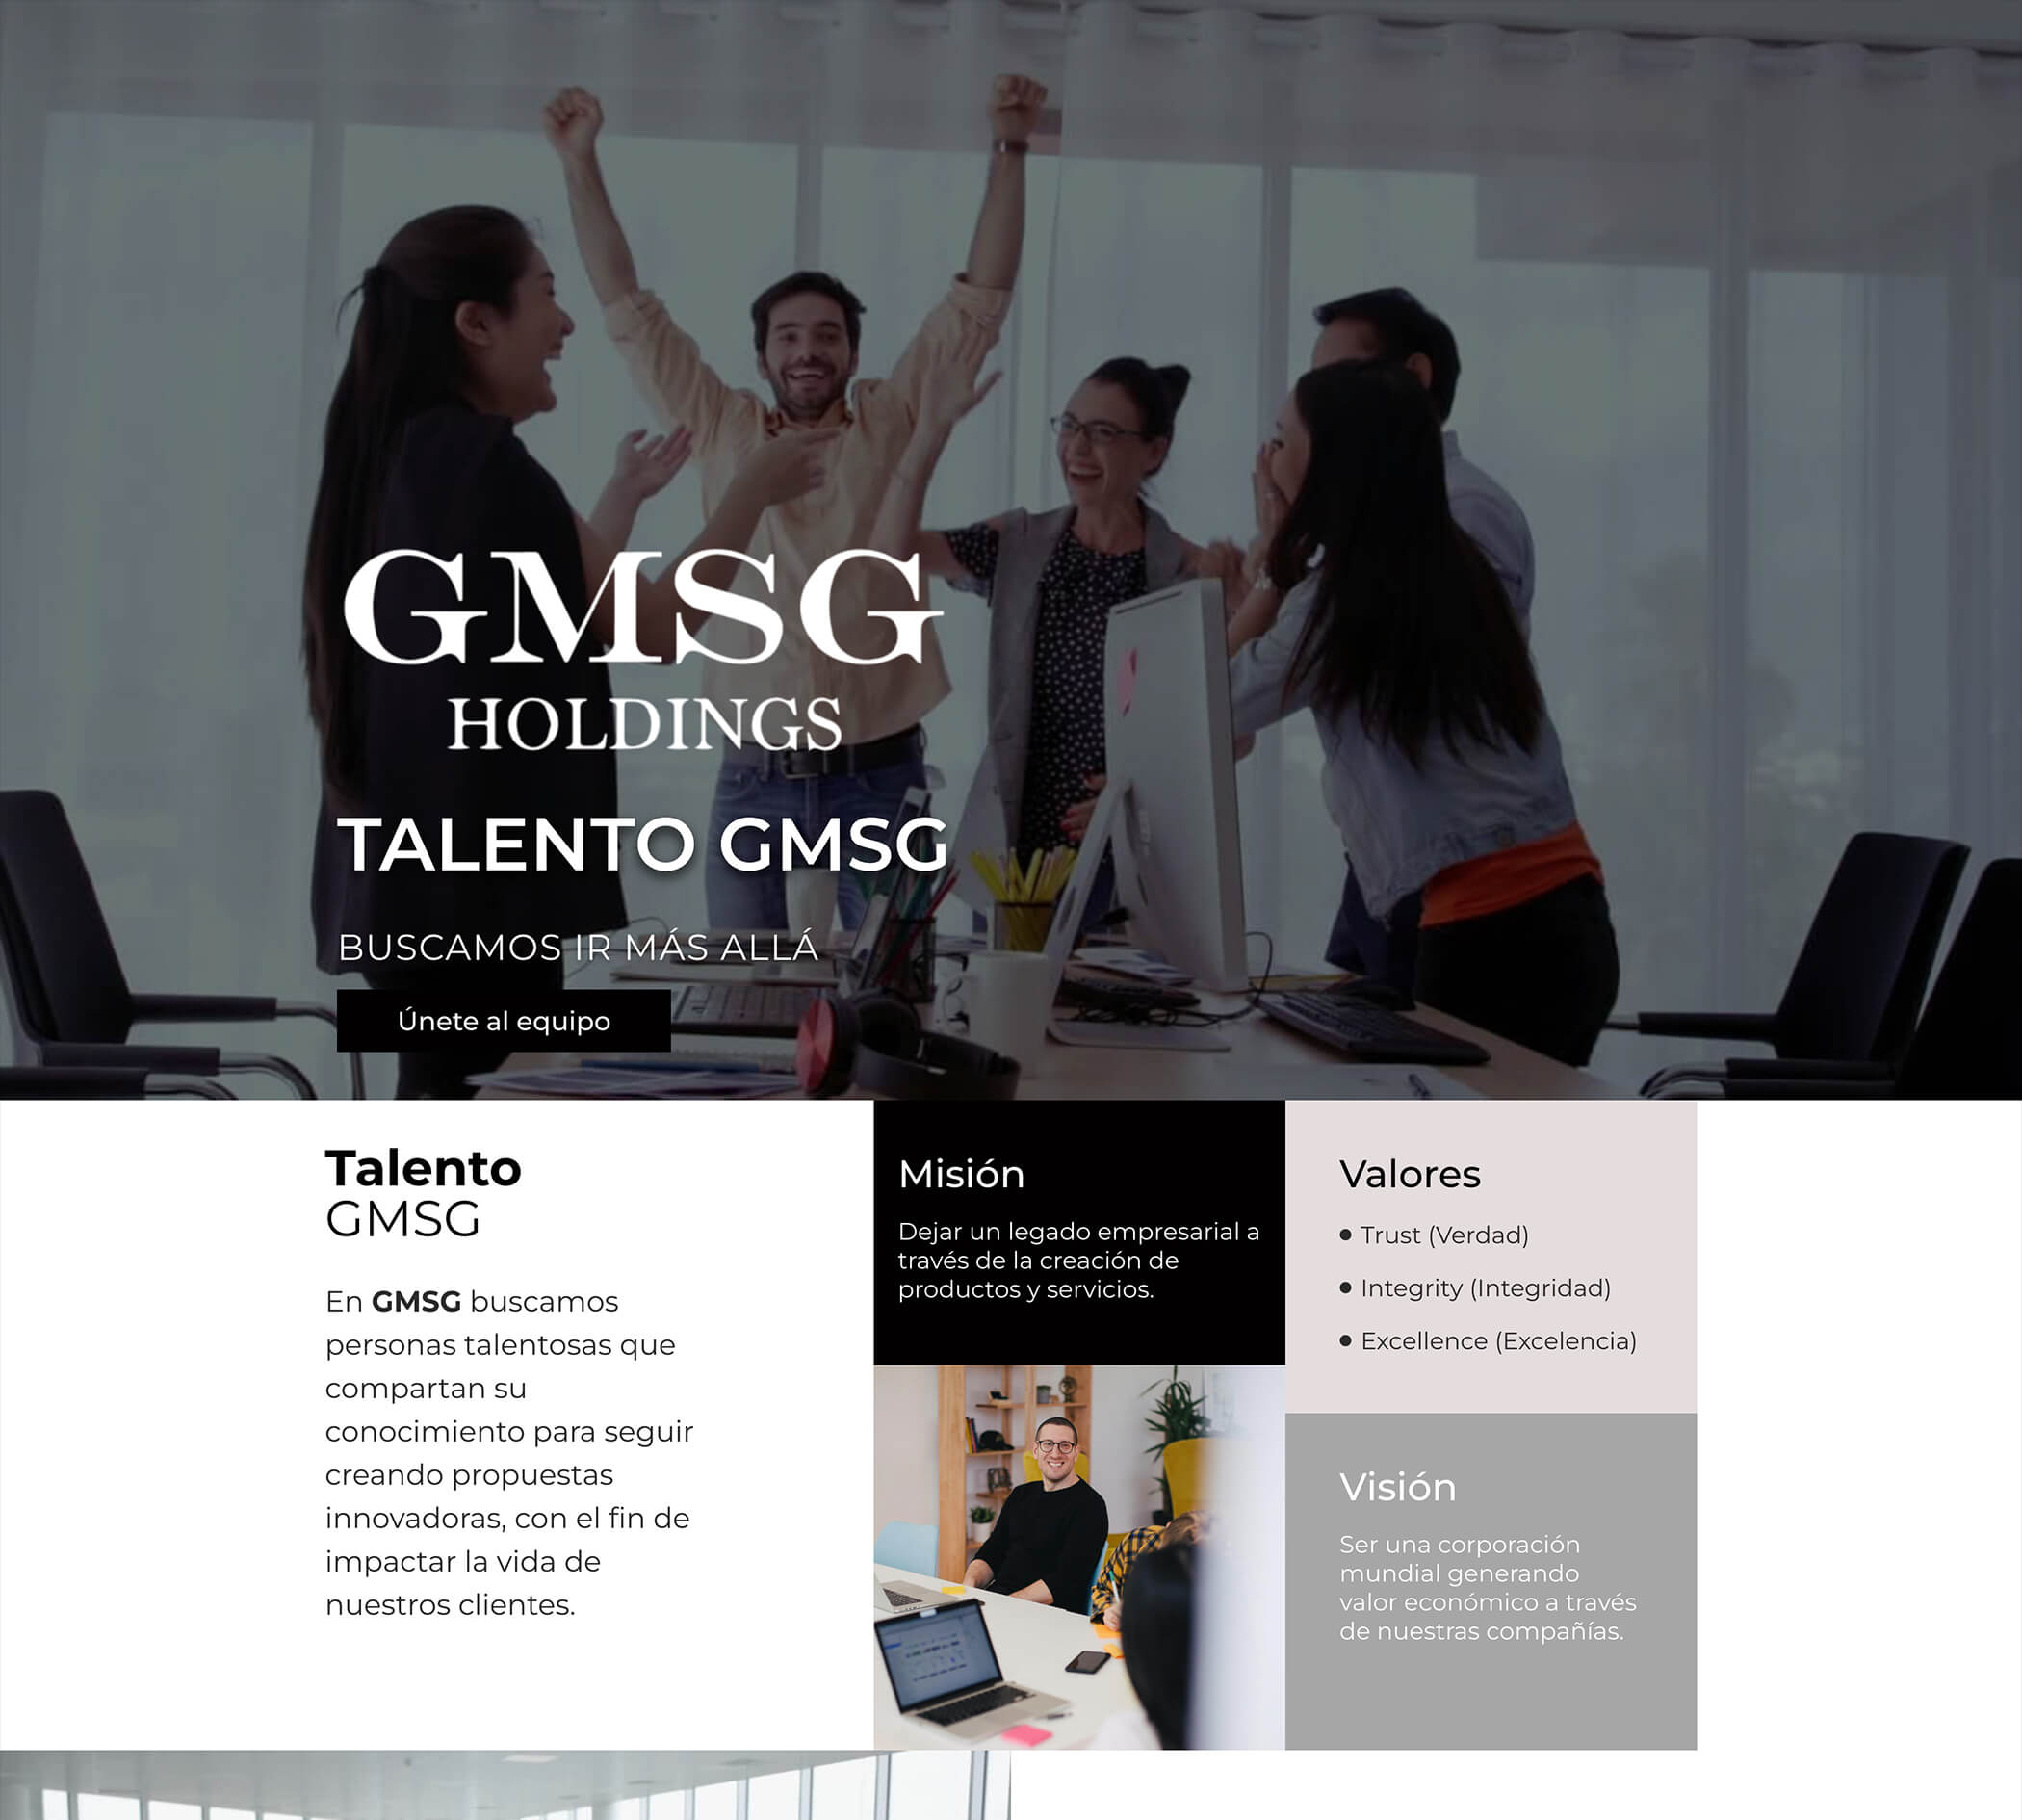 GMSG
HOLDINGS
TALENTO GMSG
BUSCAMOS IR MÁS ALLÁ
Únete al equipo
Talento
GMSG
En GMSG buscamos
personas talentosas que
compartan su
conocimiento para seguir
creando propuestas
innovadoras, con el fin de
impactar la vida de
nuestros clientes.
Misión
Dejar un legado empresarial a
través de la creación de
productos y servicios.
Valores
Trust (Verdad)
Integrity (Integridad)
Excellence (Excelencia)
Visión
Ser una corporación
mundial generando
valor económico a través
de nuestras compañías.